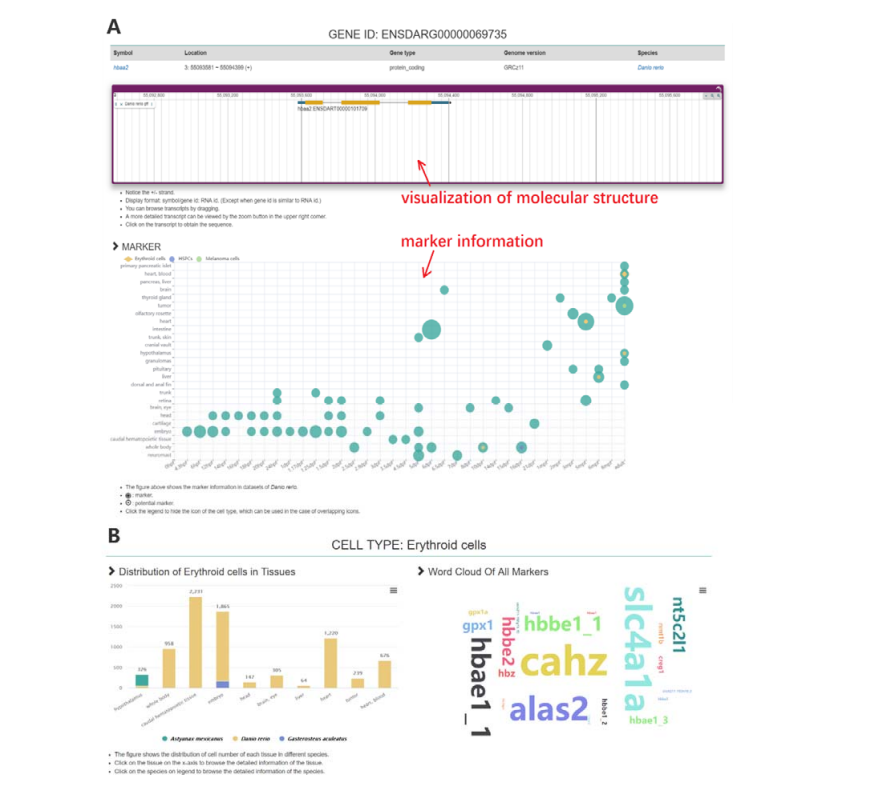 A
GENE ID: ENSDARG00000069735
Symbol Location Gene type Genome version Species
hbaa2 3: 55093581 ~ 55094399 (+) protein_coding GRCz11 Danio rerio
hbaa2:ENSDART00000101709
visualization of molecular structure
Notice the +/- strand.
Display format: symbol/gene id: RNA id. (Except when gene id is similar to RNA id.)
You can browse transcripts by dragging.
A more detailed transcript can be viewed by the zoom button in the upper right corner.
Click on the transcript to obtain the sequence.
marker information
MARKER
Erythroid cells HSPCs Melanoma cells
primary pancreatic islet
heart, blood
pancreas, liver
brain
thyroid gland
tumor
olfactory rosette
heart
intestine
trunk, skin
cranial vault
hypothalamus
granulomas
pituitary
liver
dorsal and anal fin
trunk
retina
brain, eye
head
cartilage
embryo
caudal hematopoietic tissue
whole body
neuromast
The figure above shows the marker information in datasets of Danio rerio.
: marker.
: potential marker.
Click the legend to hide the icon of the cell type, which can be used in the case of overlapping icons.
B
CELL TYPE: Erythroid cells
Distribution of Erythroid cells in Tissues
Word Cloud Of All Markers
2500
2000
1500
1000
500
0
326 958 2,231 1,865 147 305 64 1,220 239 676
hypothalamus whole body caudal hematopoietic tissue embryo head brain, eye liver heart tumor heart, blood
Astyanax mexicanus Danio rerio Gasterosteus aculeatus
gpx1a
gpx1
hbae1_1
hbbe2
hbz
hbbe1_1
cahz
alas2
hbbe1_2
slc4a1a
nt5c2l1
creg1
hbae1_3
The figure shows the distribution of cell number of each tissue in different species.
Click on the tissue on the x-axis to browse the detailed information of the tissue.
Click on the species on legend to browse the detailed information of the species.